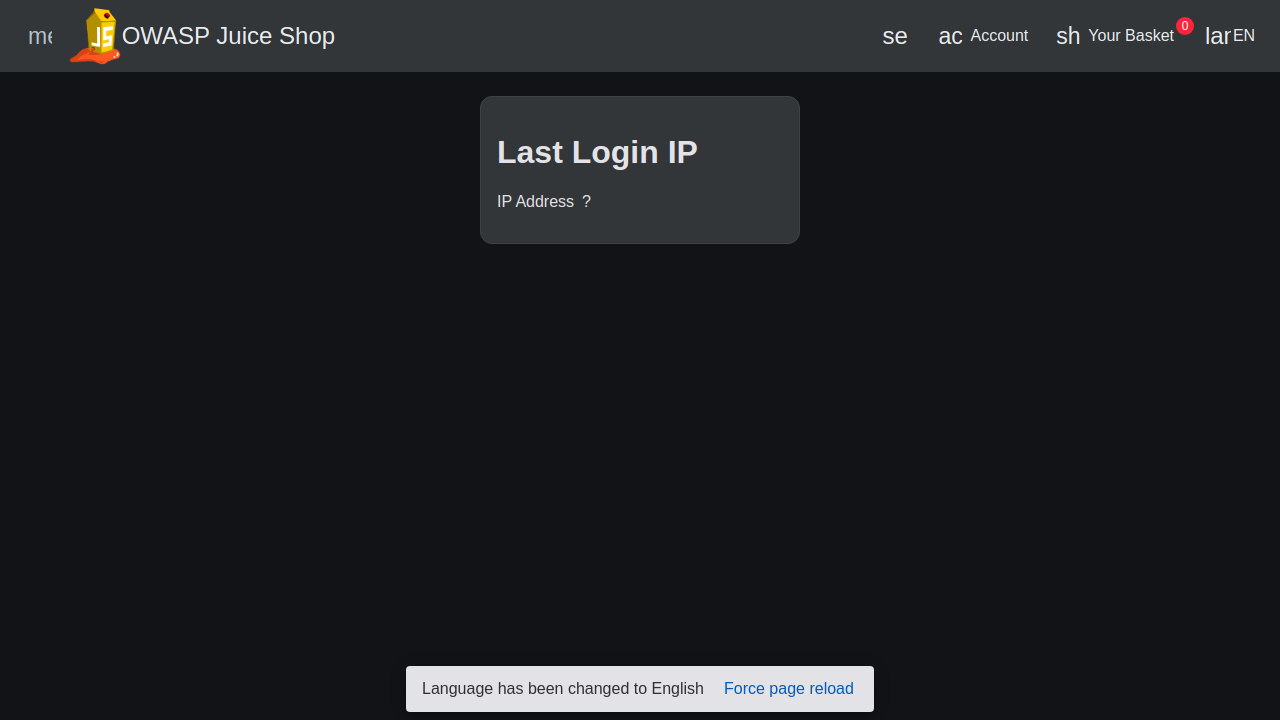 me OWASP Juice Shop se ac Account sh Your Basket 0 lar EN
Last Login IP
IP Address ?
Language has been changed to English Force page reload